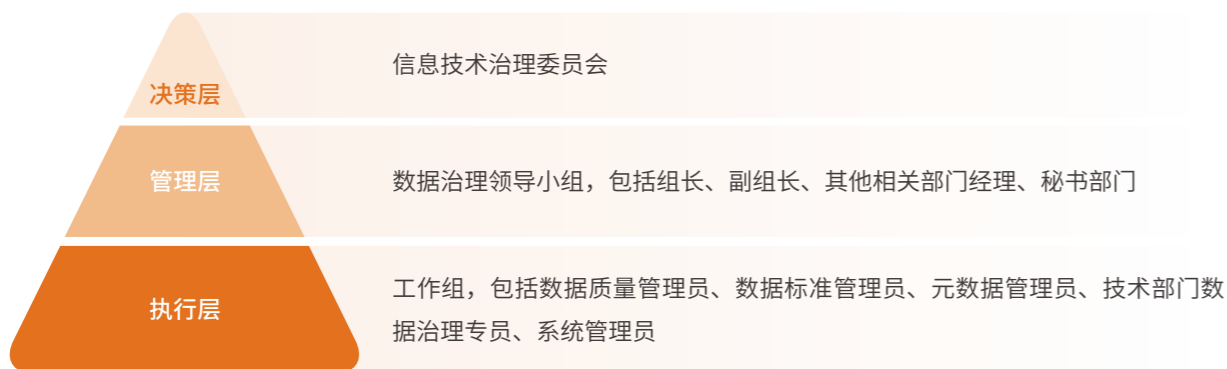 信息技术治理委员会
决策层
管理层
数据治理领导小组，包括组长、副组长、其他相关部门经理、秘书部门
执行层
工作组，包括数据质量管理员、数据标准管理员、元数据管理员、技术部门数
据治理专员、系统管理员